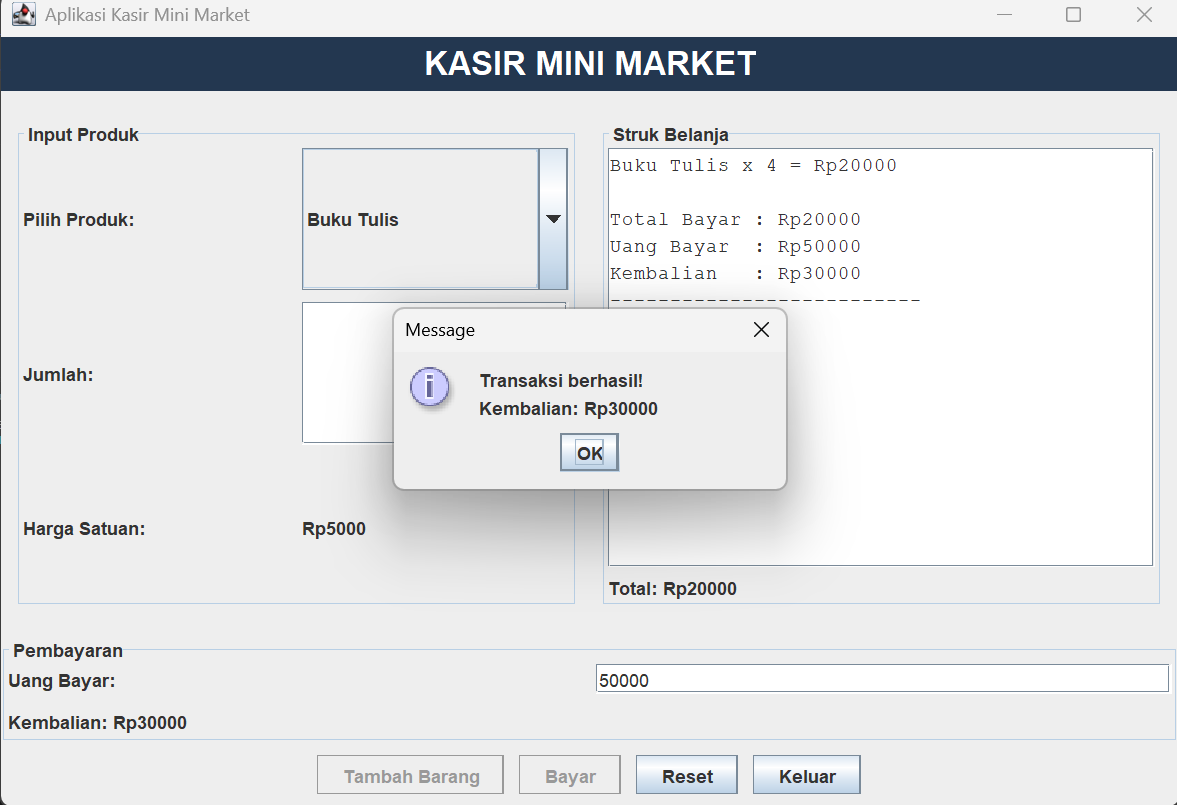 Aplikasi Kasir Mini Market
KASIR MINI MARKET
Input Produk
Pilih Produk:
Buku Tulis
Jumlah:
Harga Satuan:
Rp5000
Struk Belanja
Buku Tulis x 4 = Rp20000
Total Bayar : Rp20000
Uang Bayar  : Rp50000
Kembalian   : Rp30000
--------------------------
Total: Rp20000
Message
Transaksi berhasil!
Kembalian: Rp30000
OK
Pembayaran
Uang Bayar:
50000
Kembalian: Rp30000
Tambah Barang
Bayar
Reset
Keluar